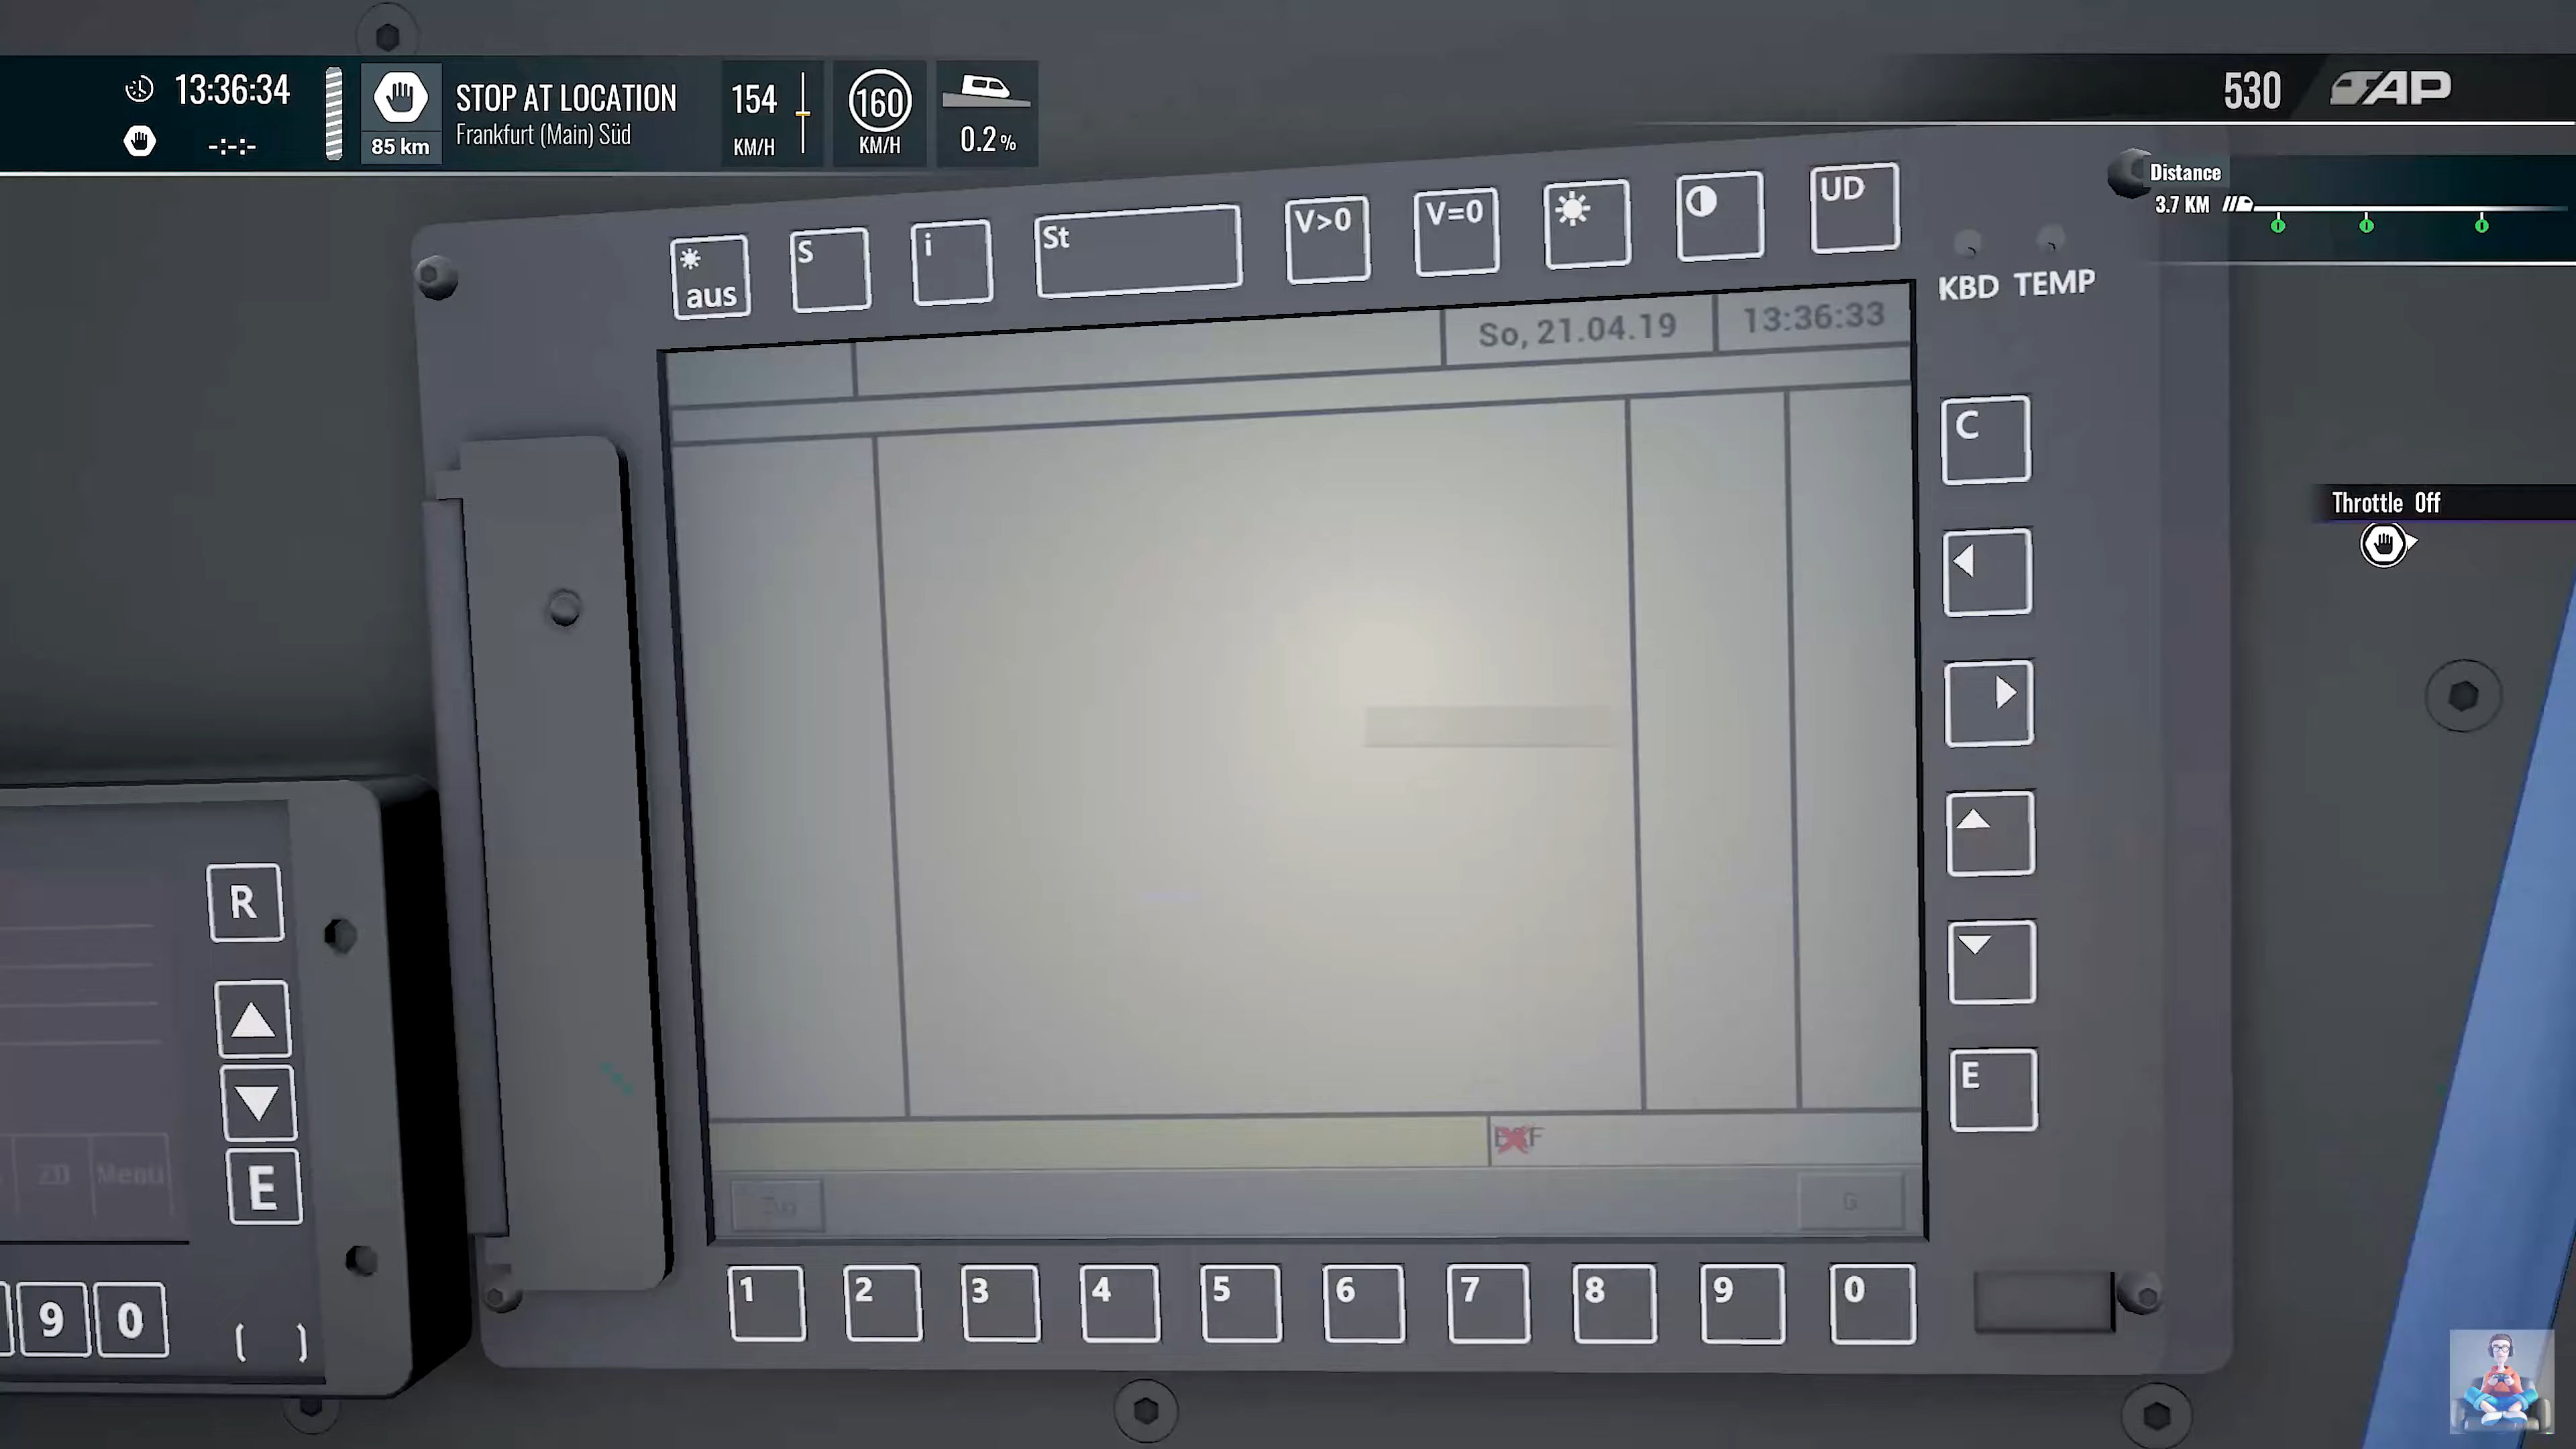 13:36:34
-:-:-
85 km
STOP AT LOCATION
Frankfurt (Main) Süd
154
KM/H
160
KM/H
0.2%
530
AP
Distance
3.7 KM
Throttle Off
aus
S
i
St
V>0
V=0
UD
KBD TEMP
So, 21.04.19
13:36:33
C
E
R
E
ZD
Menü
9
0
( )
G
1
2
3
4
5
6
7
8
9
0